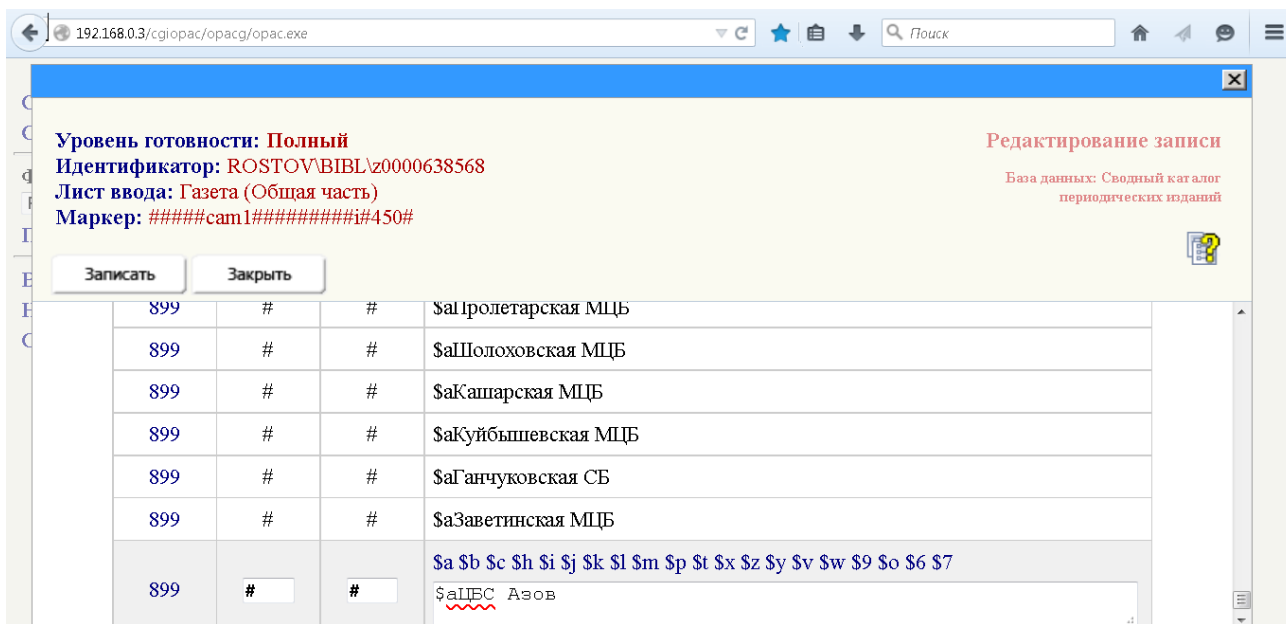 192.168.0.3/cgiopac/opacg/opac.exe
Поиск
Уровень готовности: Полный
Идентификатор: ROSTOV\BIBL\z0000638568
Лист ввода: Газета (Общая часть)
Маркер: #####cam1#########i#450#
Редактирование записи
База данных: Сводный каталог
периодических изданий
Записать Закрыть
899 # # $aПролетарская МЦБ
899 # # $aШолоховская МЦБ
899 # # $aКашарская МЦБ
899 # # $aКуйбышевская МЦБ
899 # # $aГанчуковская СБ
899 # # $aЗаветинская МЦБ
$a $b $c $h $i $j $k $l $m $p $t $x $z $y $v $w $9 $o $6 $7
899 # # $aЦБС Азов